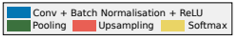 Conv + Batch Normalisation + ReLU
Pooling Upsampling Softmax